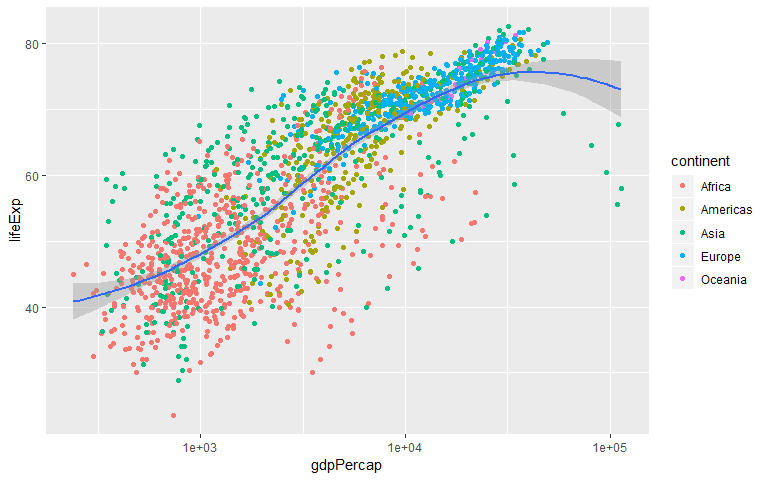 80
60
40
lifeExp
1e+03
1e+04
1e+05
gdpPercap
continent
Africa
Americas
Asia
Europe
Oceania